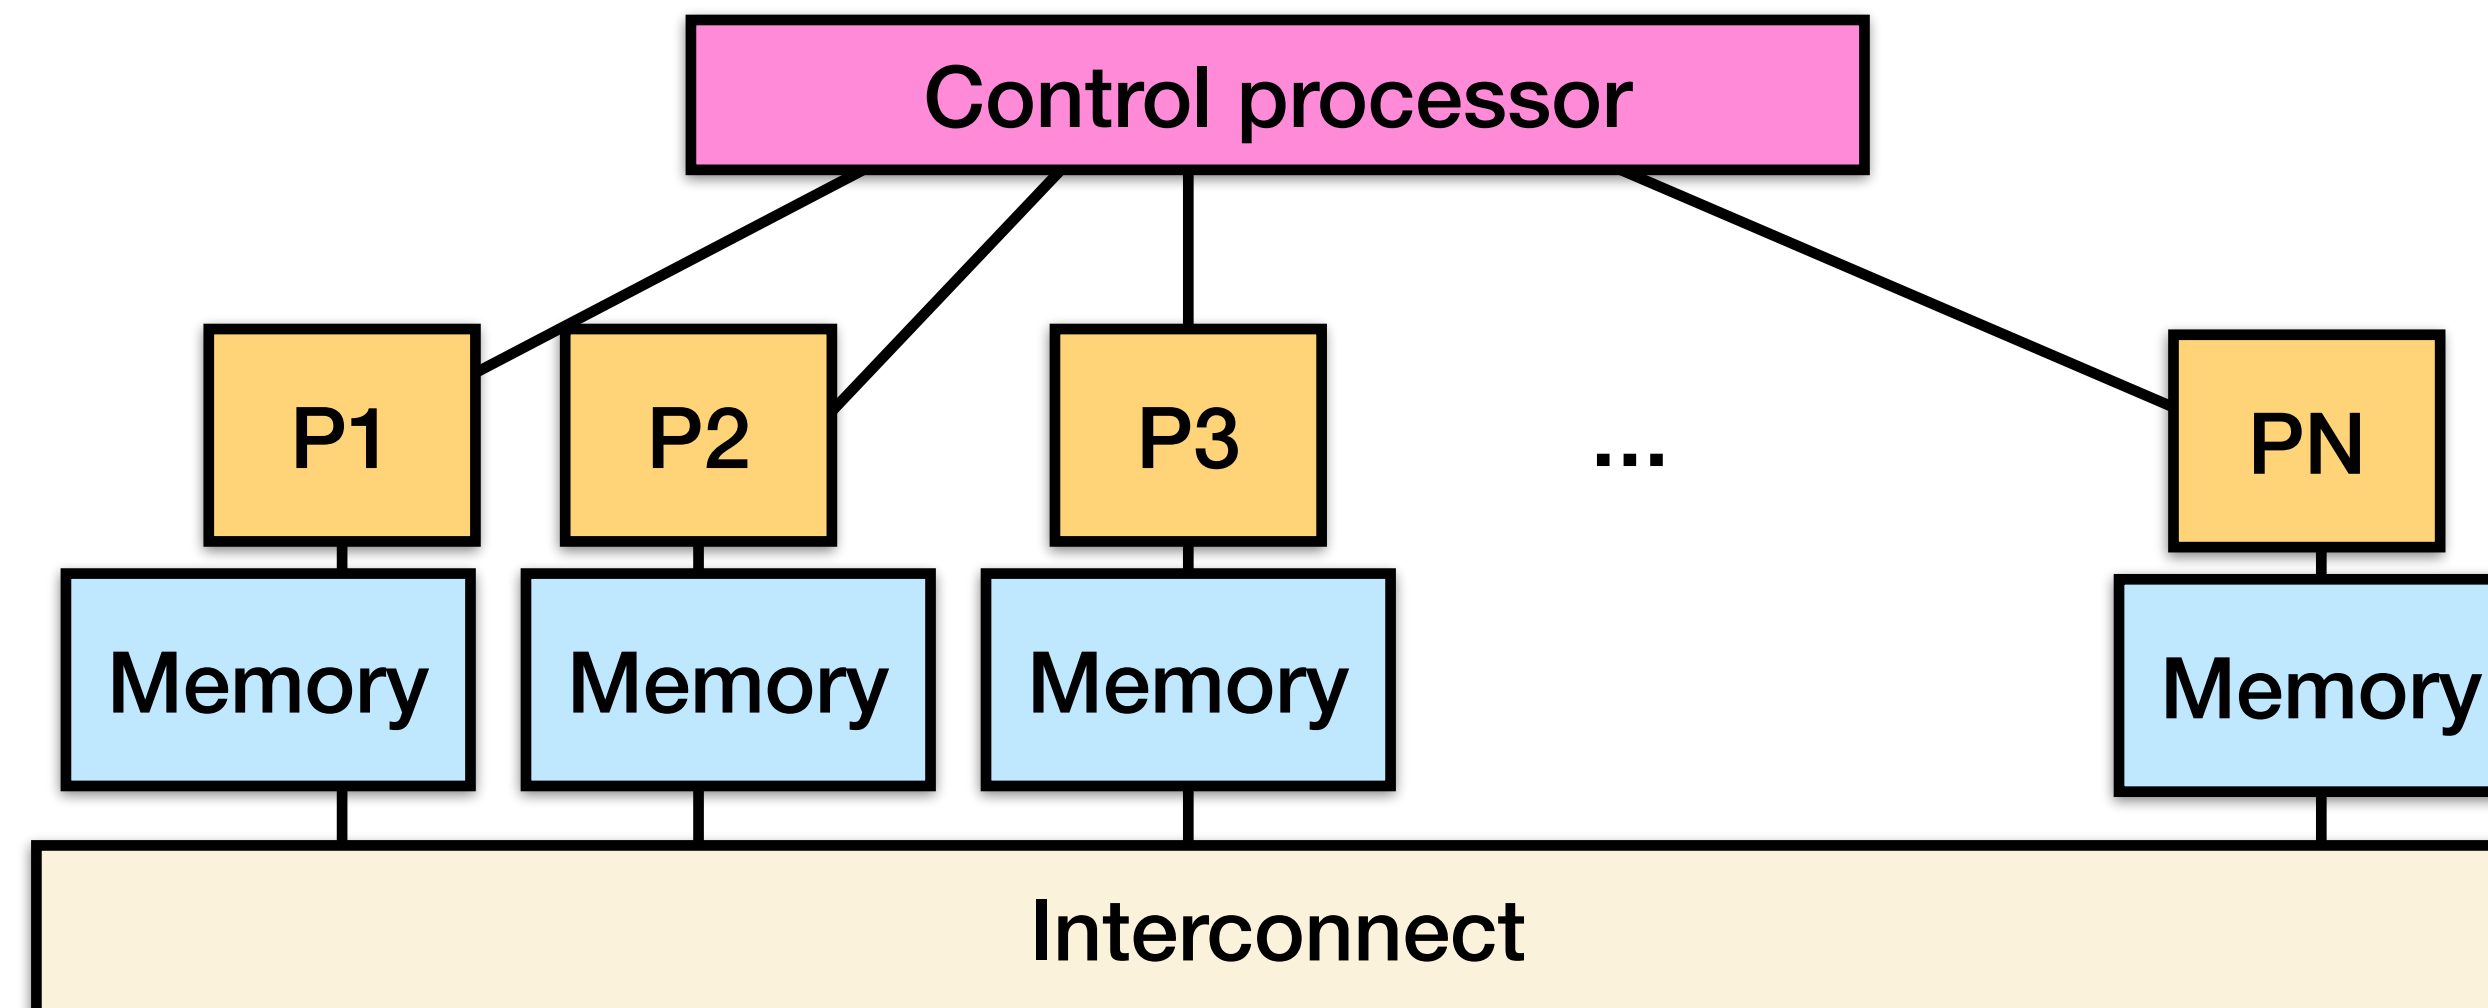 Control processor
P1
P2
P3
...
PN
Memory
Memory
Memory
Memory
Interconnect